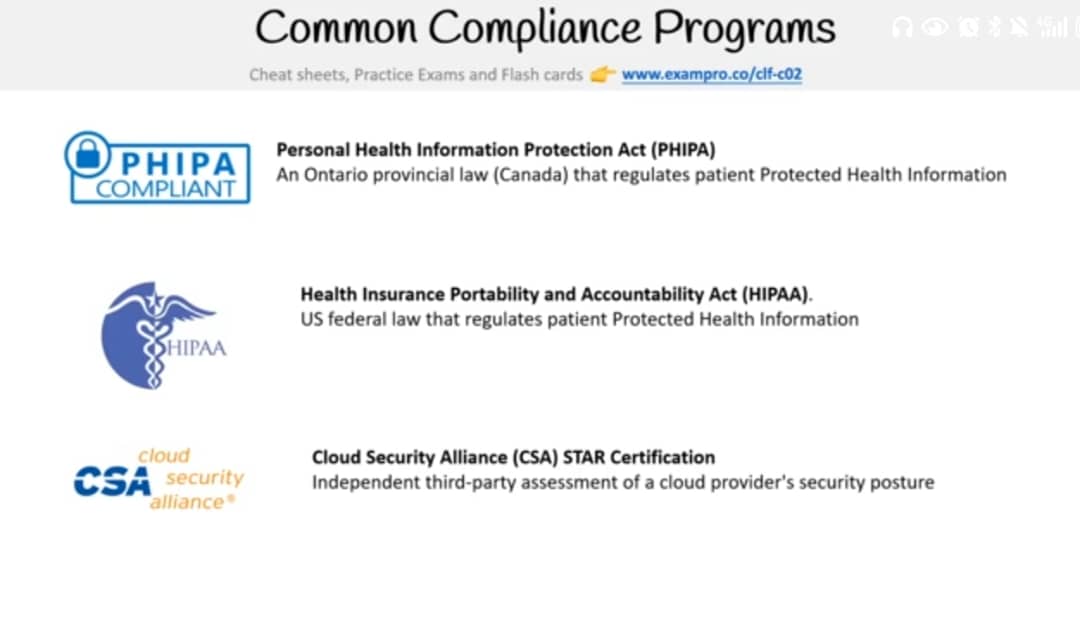 Common Compliance Programs
Cheat sheets, Practice Exams and Flash cards 👉 www.exampro.co/clf-c02
PHIPA
COMPLIANT
Personal Health Information Protection Act (PHIPA)
An Ontario provincial law (Canada) that regulates patient Protected Health Information
HIPAA
Health Insurance Portability and Accountability Act (HIPAA).
US federal law that regulates patient Protected Health Information
CSA
cloud
security
alliance®
Cloud Security Alliance (CSA) STAR Certification
Independent third-party assessment of a cloud provider's security posture